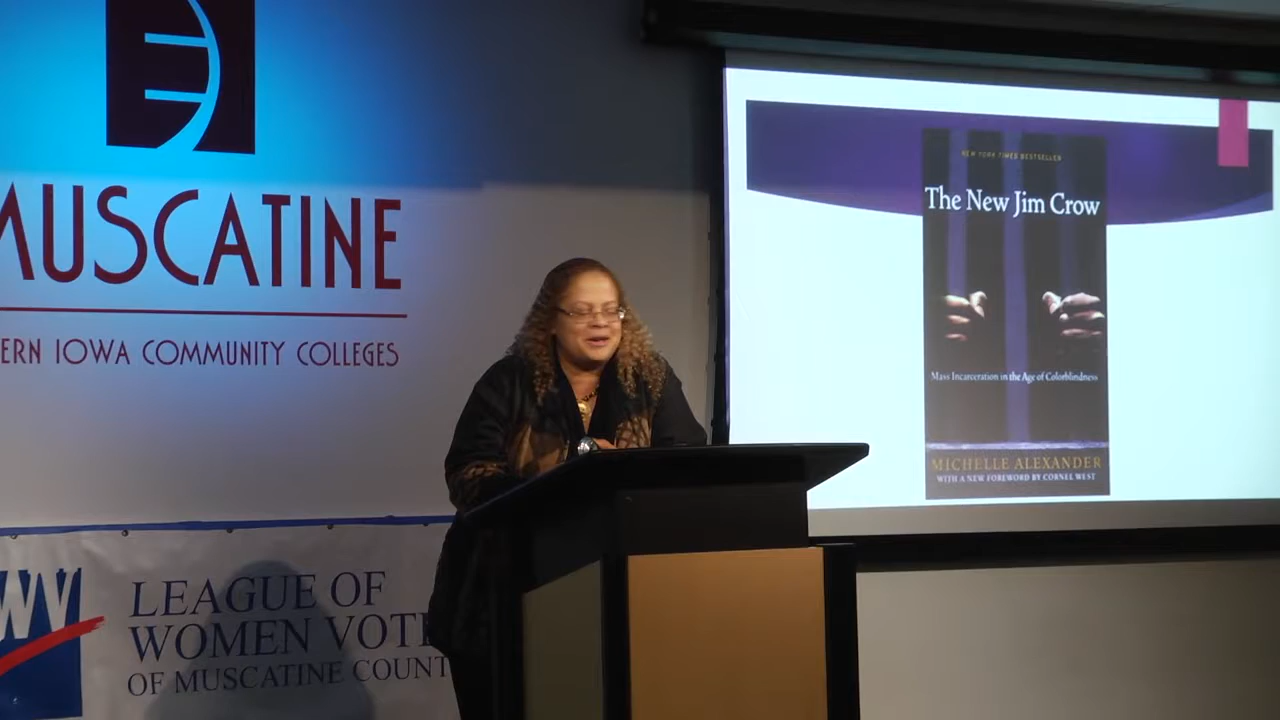 MUSCATINE
ERN IOWA COMMUNITY COLLEGES
WV
LEAGUE OF
WOMEN VOT
OF MUSCATINE COUNT
NEW YORK TIMES BESTSELLER
The New Jim Crow
Mass Incarceration in the Age of Colorblindness
MICHELLE ALEXANDER
WITH A NEW FOREWORD BY CORNEL WEST